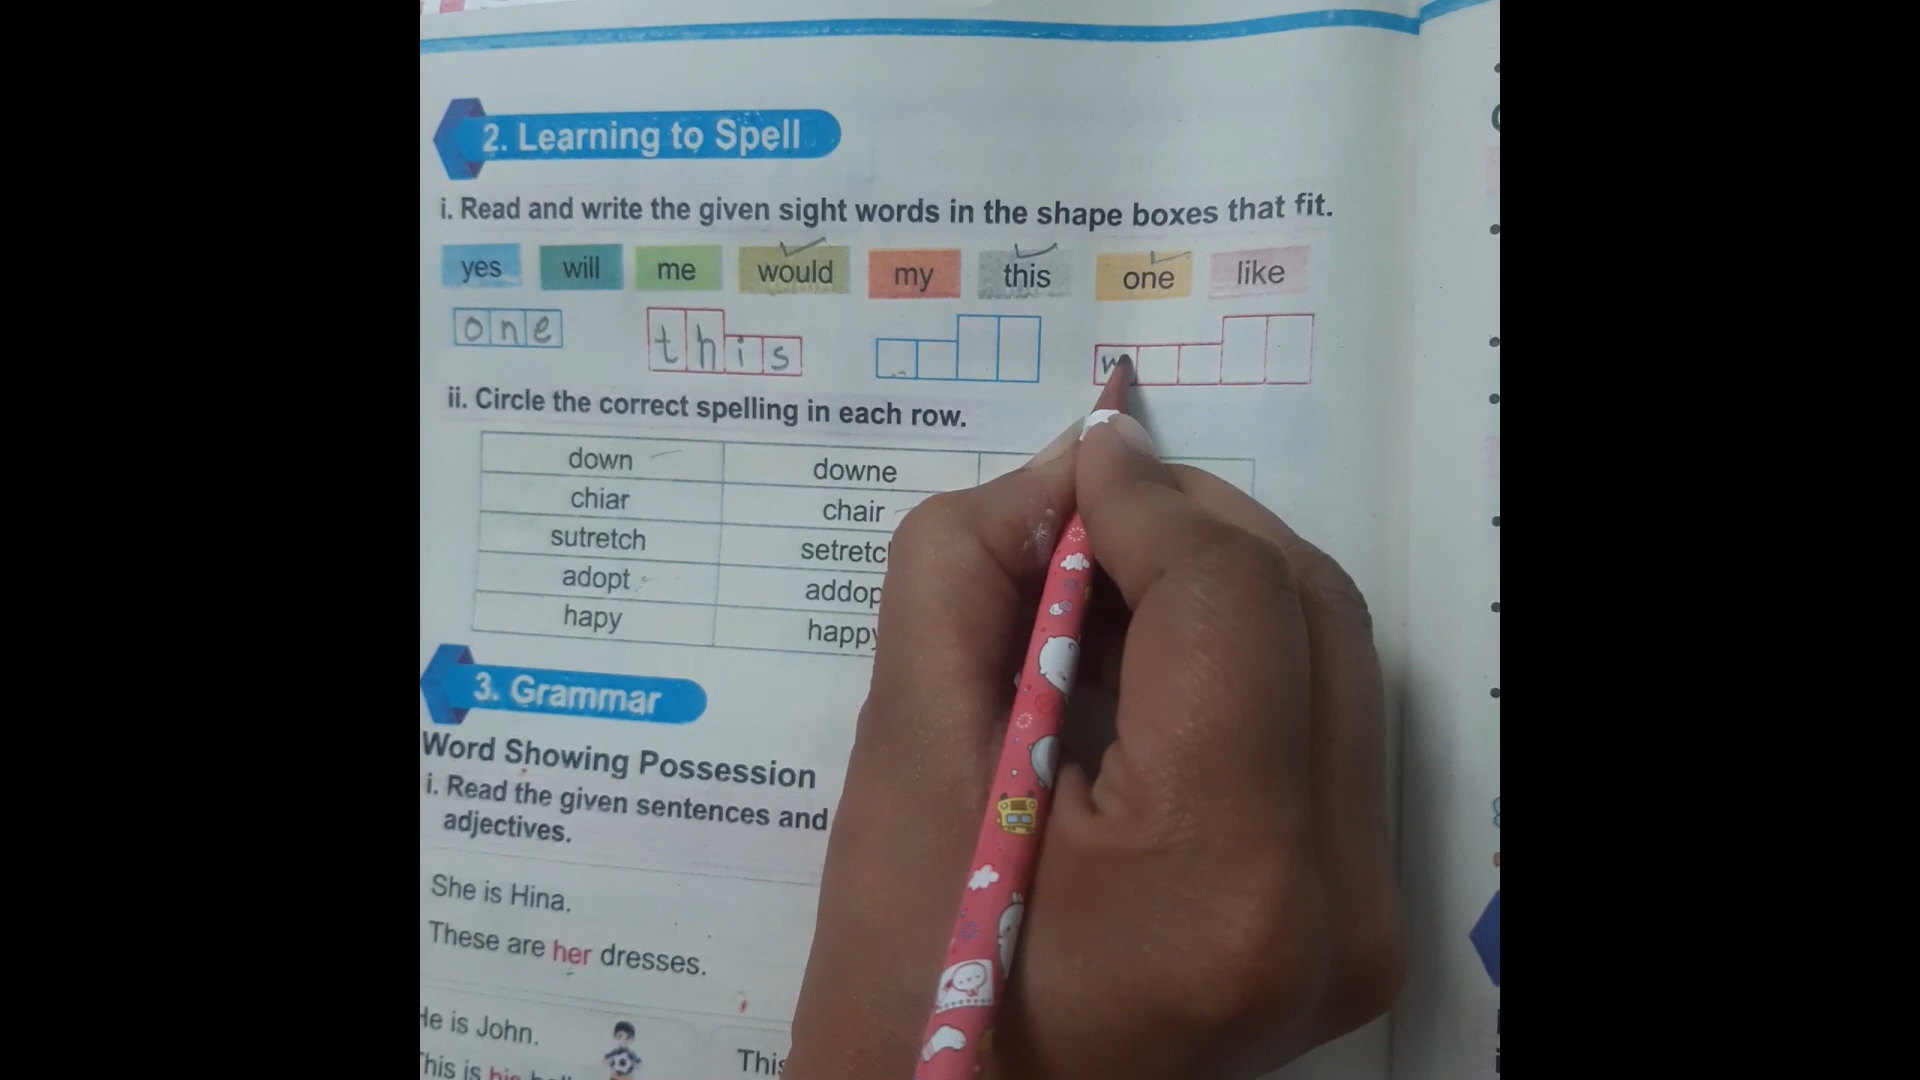 2. Learning to Spell
i. Read and write the given sight words in the shape boxes that fit.
yes will me would my this one like
one this w
ii. Circle the correct spelling in each row.
down downe
chiar chair
sutretch setretc
adopt addop
hapy happy
3. Grammar
Word Showing Possession
i. Read the given sentences and
adjectives.
She is Hina.
These are her dresses.
He is John.
This is his This